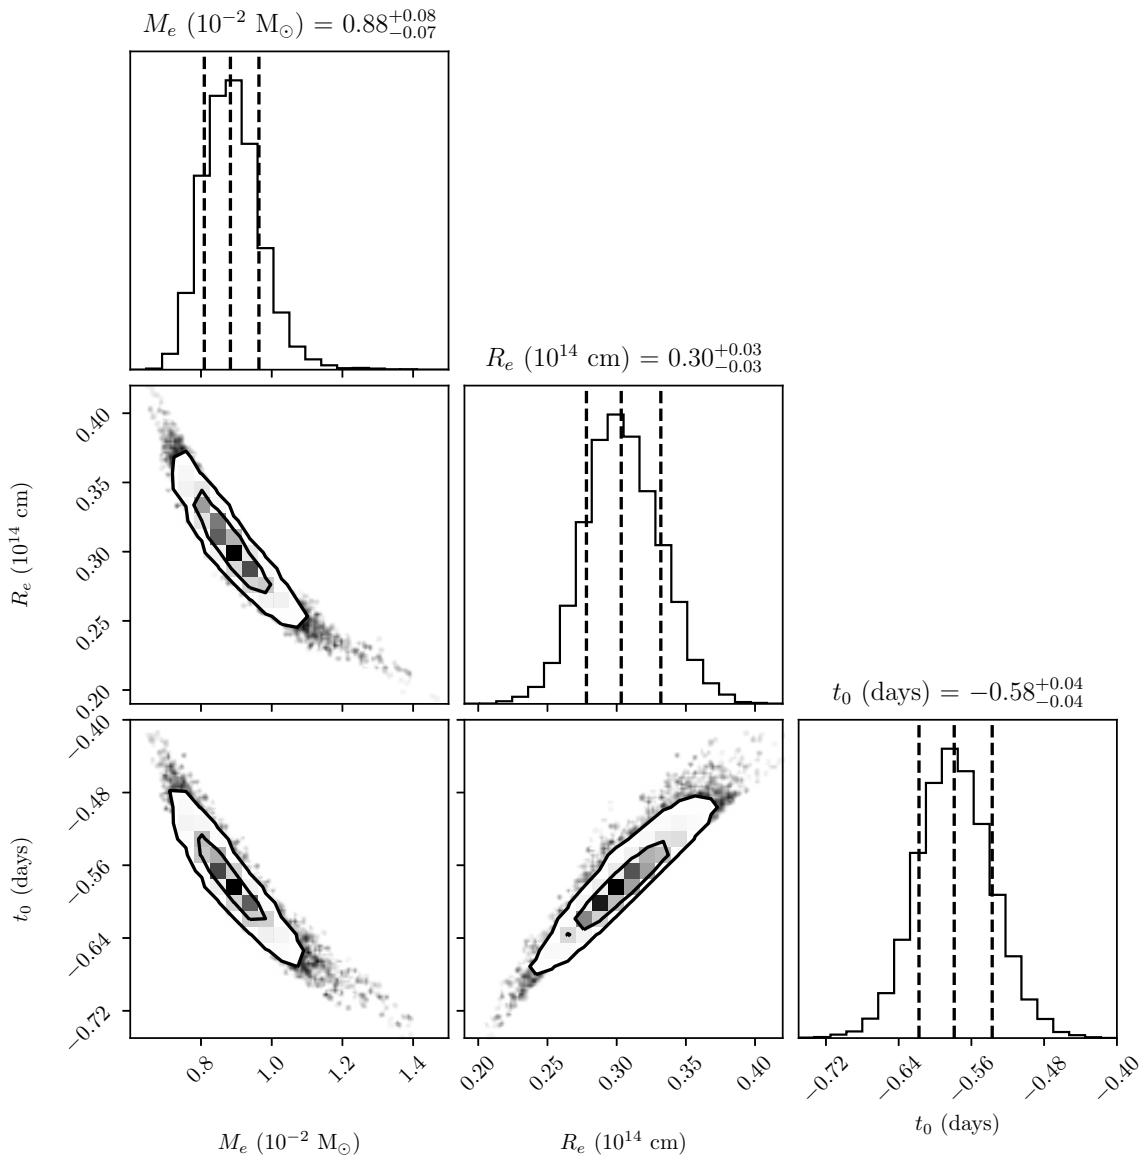 M_e (10^−2 M_⊙) = 0.88^+0.08_−0.07
R_e (10^14 cm) = 0.30^+0.03_−0.03
0.40
0.35
0.30
0.25
0.20
R_e (10^14 cm)
t_0 (days) = −0.58^+0.04_−0.04
−0.40
−0.48
−0.56
−0.64
−0.72
t_0 (days)
0.8 1.0 1.2 1.4
M_e (10^−2 M_⊙)
0.20 0.25 0.30 0.35 0.40
R_e (10^14 cm)
−0.72 −0.64 −0.56 −0.48 −0.40
t_0 (days)